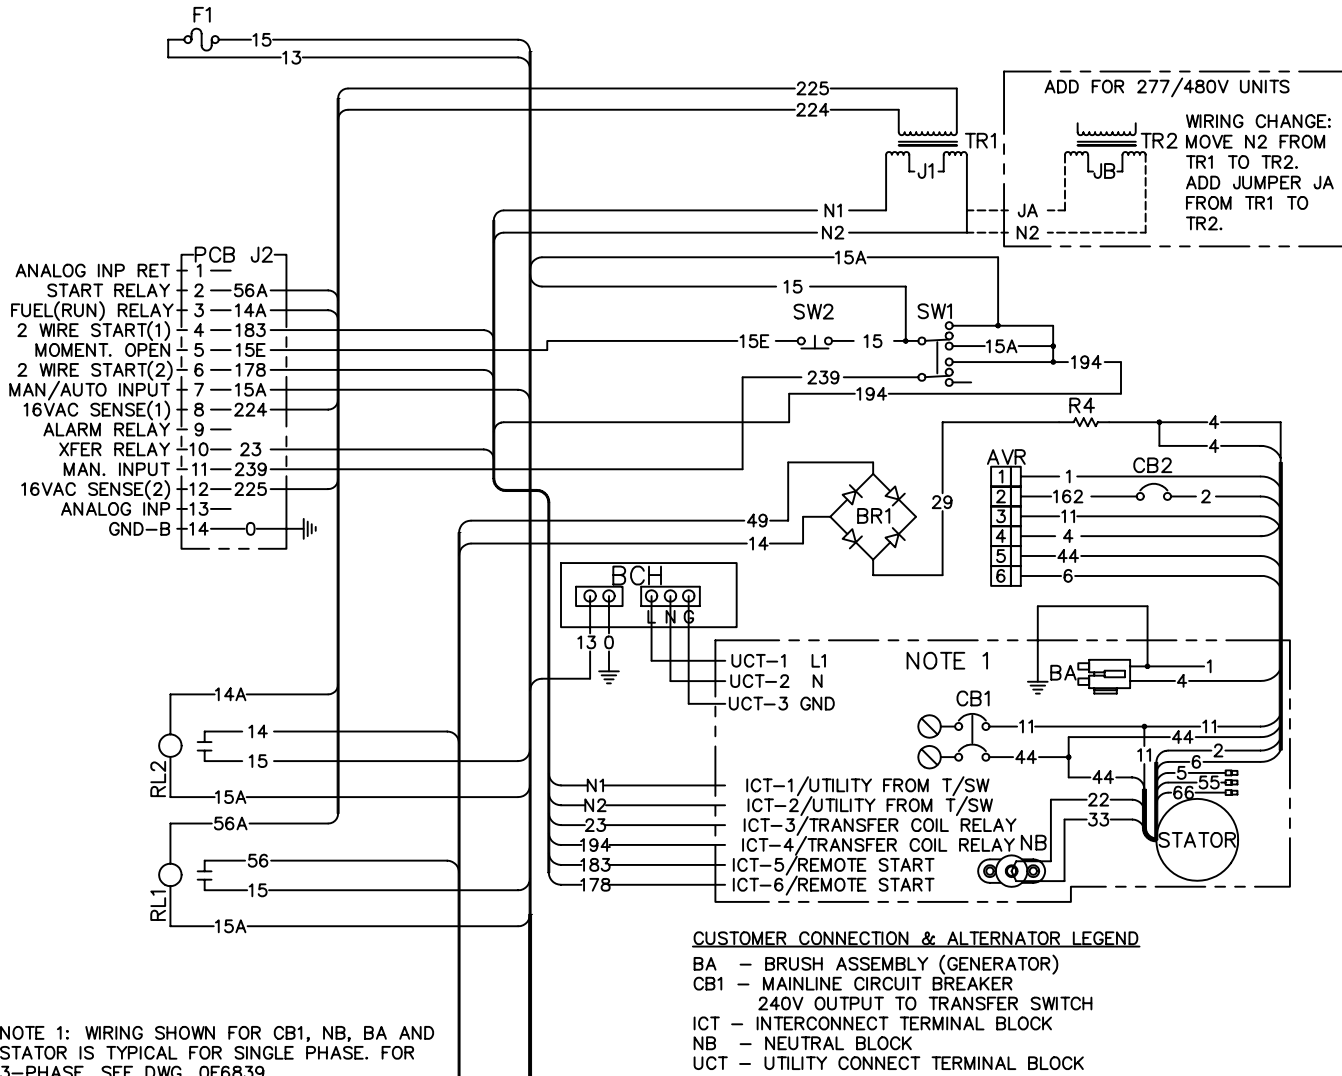 F1
15
13
225
224
TR1
J1
ADD FOR 277/480V UNITS
TR2
JB
WIRING CHANGE:
MOVE N2 FROM
TR1 TO TR2.
ADD JUMPER JA
FROM TR1 TO
TR2.
N1
JA
N2
N2
15A
15
SW2
SW1
15E
15
15A
194
239
194
PCB J2
ANALOG INP RET 1
START RELAY 2 56A
FUEL(RUN) RELAY 3 14A
2 WIRE START(1) 4 183
MOMENT. OPEN 5 15E
2 WIRE START(2) 6 178
MAN/AUTO INPUT 7 15A
16VAC SENSE(1) 8 224
ALARM RELAY 9
XFER RELAY 10 23
MAN. INPUT 11 239
16VAC SENSE(2) 12 225
ANALOG INP 13
GND-B 14 0
R4
4
4
AVR
CB2
1 1
2 162 2
3 11
4 4
5 44
6 6
49
14
BR1
29
BCH
L N G
13 0
UCT-1 L1
UCT-2 N
UCT-3 GND
NOTE 1
BA
1
4
CB1
11
11
44
44
11
2
6
44
5
55
66
22
33
STATOR
NB
14A
14
15
RL2
15A
56A
56
15
RL1
15A
N1 ICT-1/UTILITY FROM T/SW
N2 ICT-2/UTILITY FROM T/SW
23 ICT-3/TRANSFER COIL RELAY
194 ICT-4/TRANSFER COIL RELAY
183 ICT-5/REMOTE START
178 ICT-6/REMOTE START
CUSTOMER CONNECTION & ALTERNATOR LEGEND
BA - BRUSH ASSEMBLY (GENERATOR)
CB1 - MAINLINE CIRCUIT BREAKER
240V OUTPUT TO TRANSFER SWITCH
ICT - INTERCONNECT TERMINAL BLOCK
NB - NEUTRAL BLOCK
UCT - UTILITY CONNECT TERMINAL BLOCK
NOTE 1: WIRING SHOWN FOR CB1, NB, BA AND
STATOR IS TYPICAL FOR SINGLE PHASE. FOR
3-PHASE, SEE DWG. 0F6839